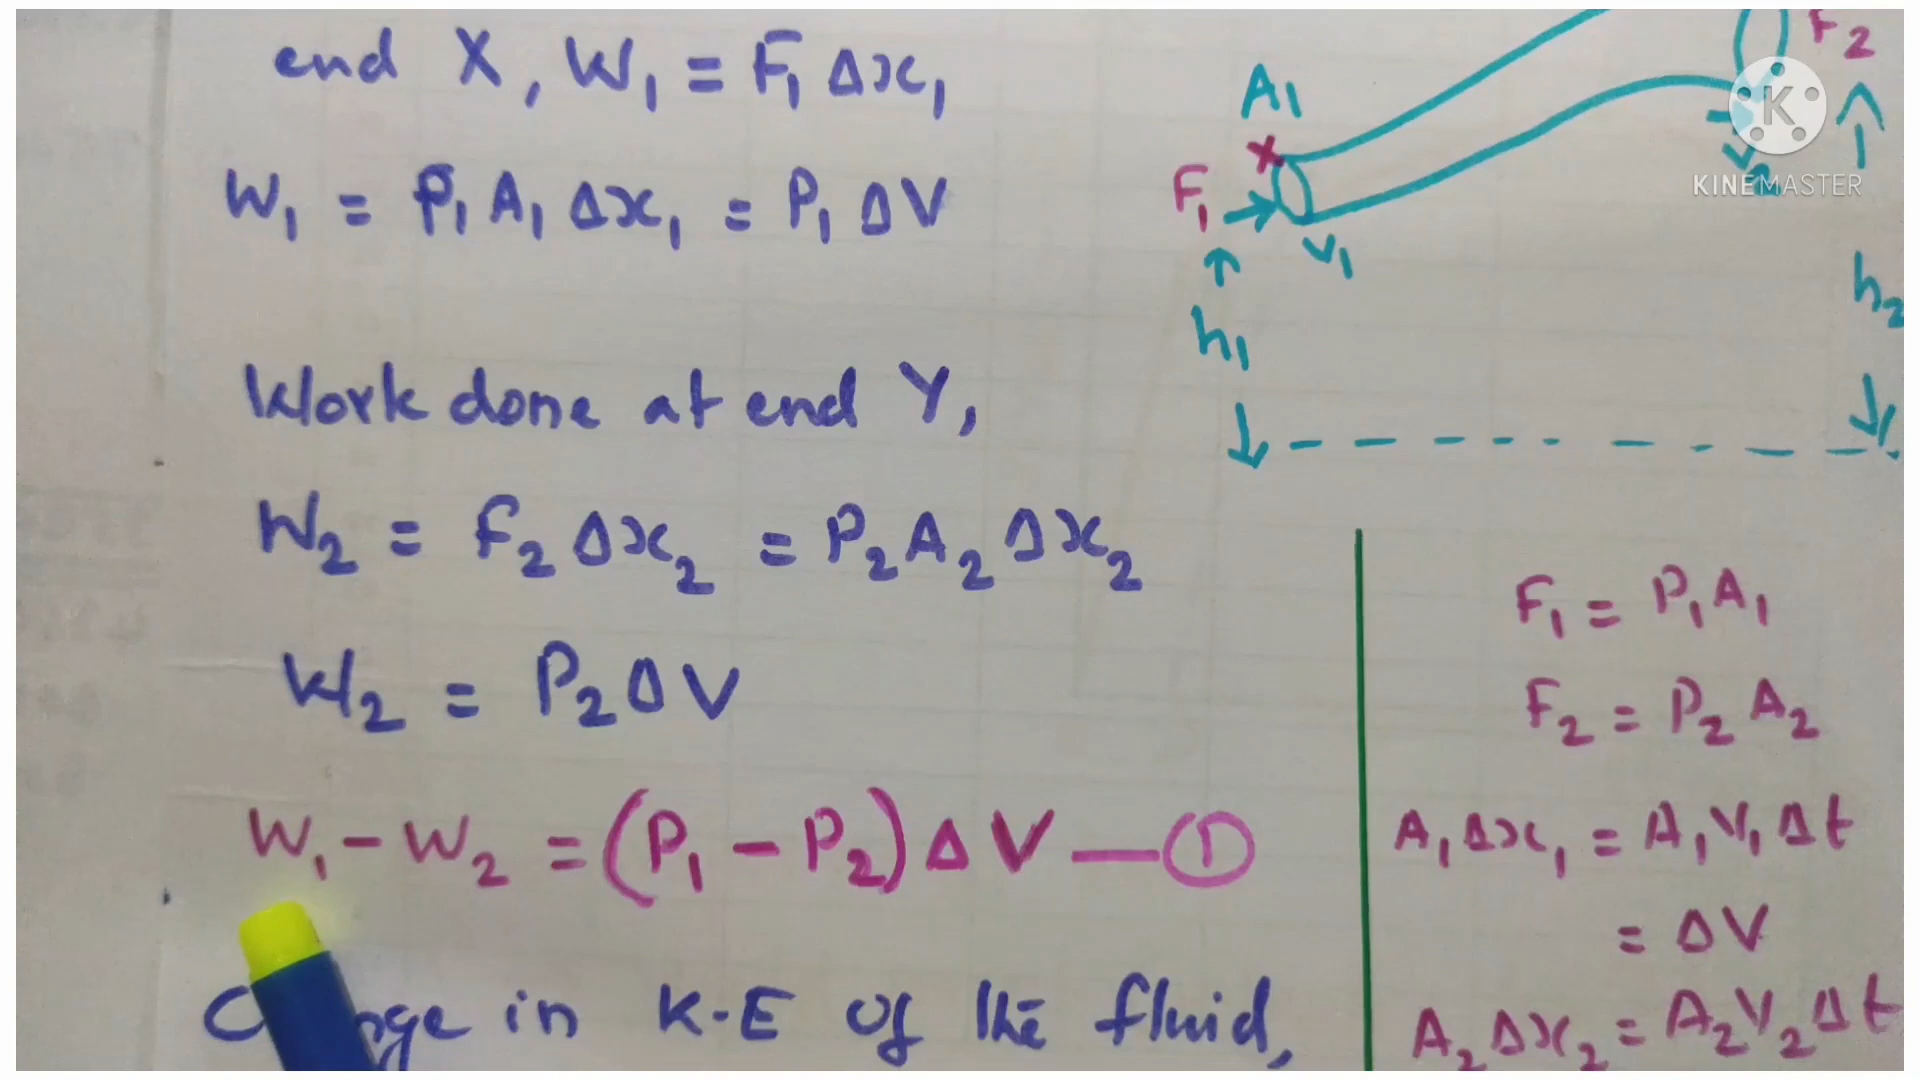 end X, W₁ = F₁ Δx₁
W₁ = P₁ A₁ Δx₁ = P₁ ΔV
Work done at end Y,
W₂ = F₂ Δx₂ = P₂ A₂ Δx₂
W₂ = P₂ ΔV
W₁ - W₂ = (P₁ - P₂) ΔV — ①
in K.E of the fluid,
F₂
A₁
X
F₁
v₁
h₁
h₂
KINEMASTER
F₁ = P₁ A₁
F₂ = P₂ A₂
A₁ Δx₁ = A₁ V₁ Δt
= ΔV
A₂ Δx₂ = A₂ V₂ Δt